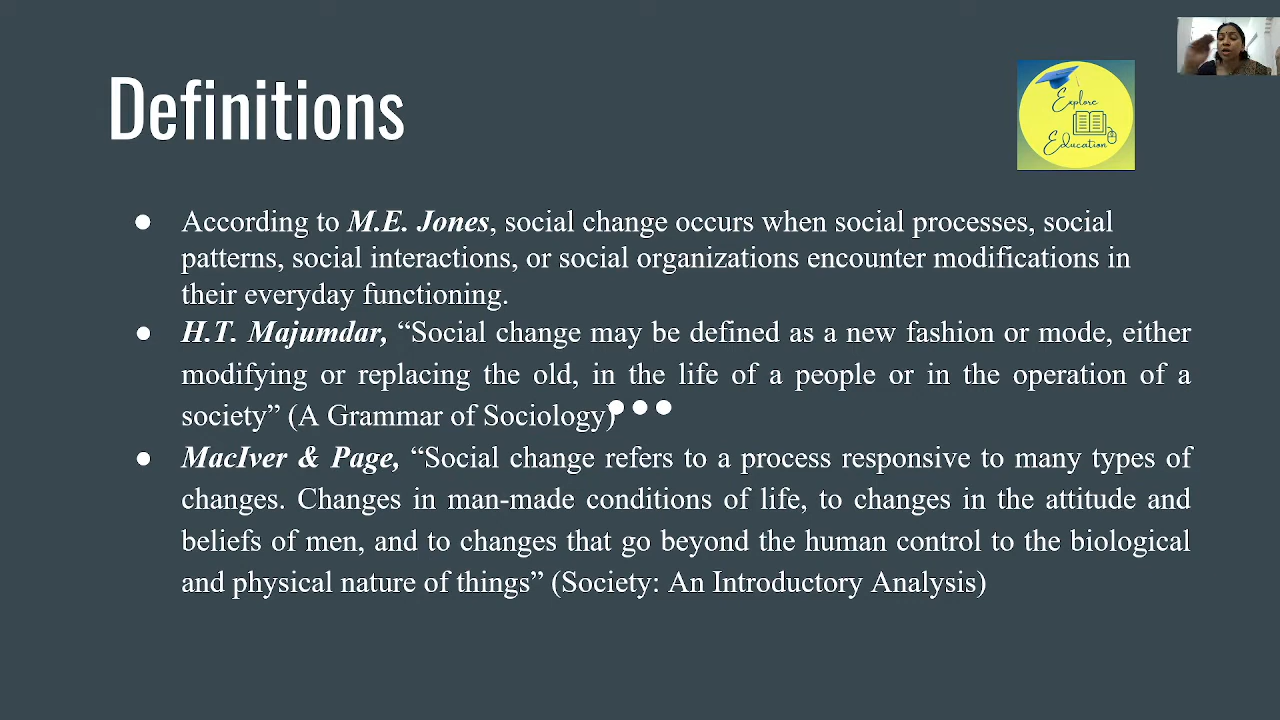 Definitions
Explore
Education
● According to M.E. Jones, social change occurs when social processes, social
patterns, social interactions, or social organizations encounter modifications in
their everyday functioning.
● H.T. Majumdar, “Social change may be defined as a new fashion or mode, either
modifying or replacing the old, in the life of a people or in the operation of a
society” (A Grammar of Sociology)
● MacIver & Page, “Social change refers to a process responsive to many types of
changes. Changes in man-made conditions of life, to changes in the attitude and
beliefs of men, and to changes that go beyond the human control to the biological
and physical nature of things” (Society: An Introductory Analysis)